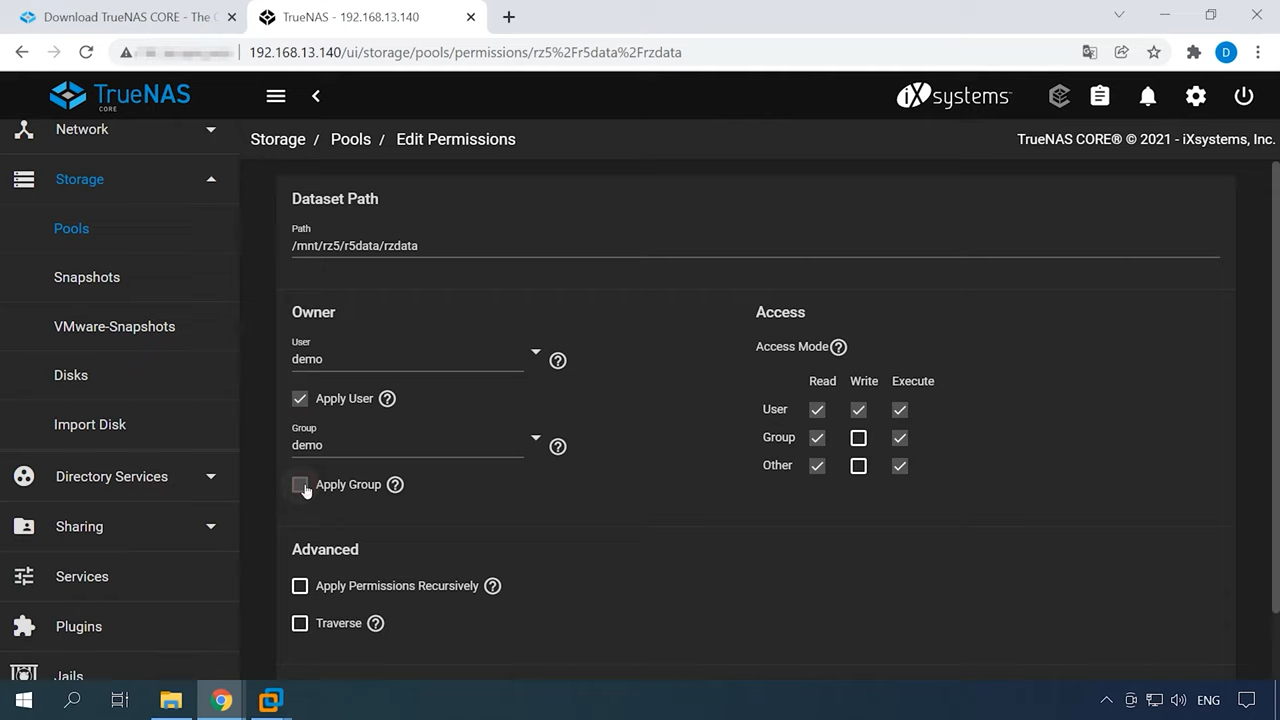 Download TrueNAS CORE - The C
TrueNAS - 192.168.13.140
192.168.13.140/ui/storage/pools/permissions/rz5%2Fr5data%2Frzdata
D
TrueNAS
CORE
iXsystems
Network
Storage / Pools / Edit Permissions
TrueNAS CORE® © 2021 - iXsystems, Inc.
Storage
Pools
Snapshots
VMware-Snapshots
Disks
Import Disk
Directory Services
Sharing
Services
Plugins
Jails
Dataset Path
Path
/mnt/rz5/r5data/rzdata
Owner
User
demo
Apply User
Group
demo
Apply Group
Access
Access Mode
Read Write Execute
User
Group
Other
Advanced
Apply Permissions Recursively
Traverse
ENG